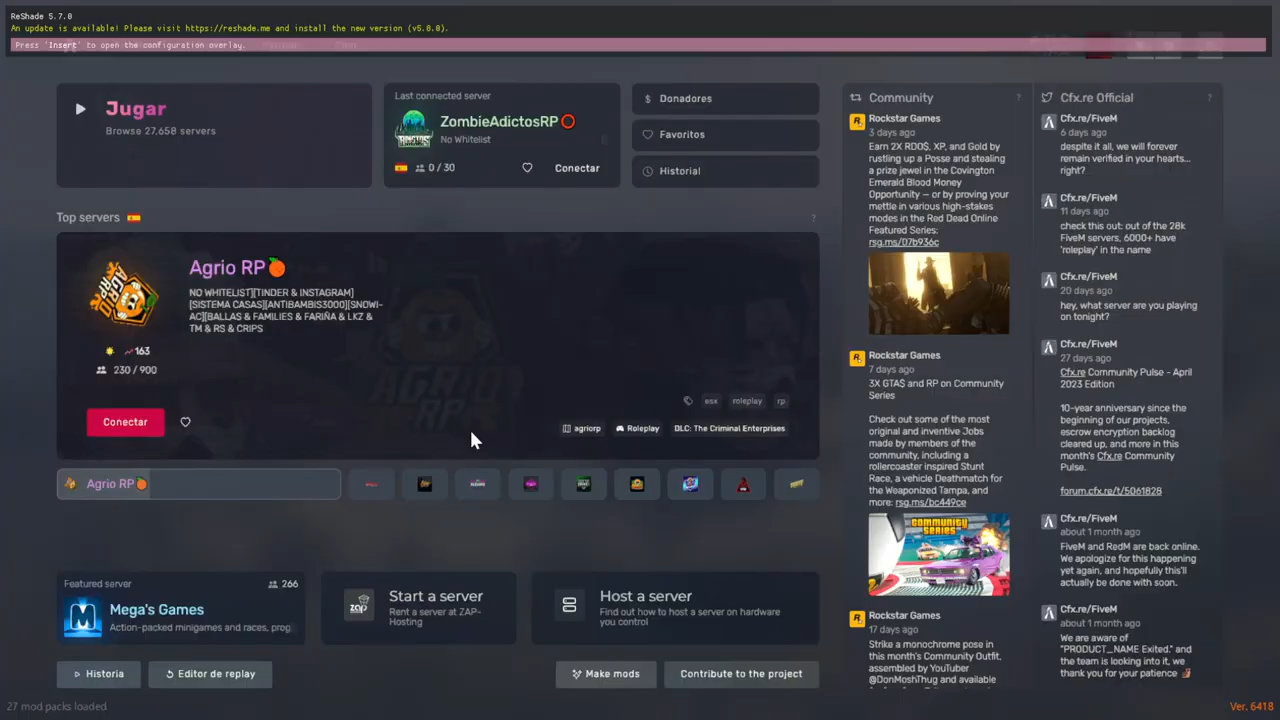 ReShade 5.7.0
An update is available! Please visit https://reshade.me and install the new version (v5.8.0).
Press 'Insert' to open the configuration overlay.
Jugar
Browse 27,658 servers
Last connected server
ZombieAdictosRP⭕
No Whitelist
0 / 30
Conectar
$ Donadores
Favoritos
Historial
Top servers
?
Agrio RP🍊
NO WHITELIST][TINDER & INSTAGRAM]
[SISTEMA CASAS][ANTIBAMBIS3000][SNOWI-
AC][BALLAS & FAMILIES & FARIÑA & LKZ &
TM & RS & CRIPS
163
230 / 900
Conectar
esx
roleplay
rp
agriorp
Roleplay
DLC: The Criminal Enterprises
Agrio RP🍊
Featured server
266
Mega's Games
Action-packed minigames and races, prog
Start a server
Rent a server at ZAP-
Hosting
Host a server
Find out how to host a server on hardware
you control
Historia
Editor de replay
Make mods
Contribute to the project
27 mod packs loaded
Community
?
Rockstar Games
3 days ago
Earn 2X RDO$, XP, and Gold by
rustling up a Posse and stealing
a prize jewel in the Covington
Emerald Blood Money
Opportunity — or by proving your
mettle in various high-stakes
modes in the Red Dead Online
Featured Series:
rsg.ms/07b936c
Rockstar Games
7 days ago
3X GTA$ and RP on Community
Series
Check out some of the most
original and inventive Jobs
made by members of the
community, including a
rollercoaster inspired Stunt
Race, a vehicle Deathmatch for
the Weaponized Tampa, and
more: rsg.ms/bc449ce
COMMUNITY
SERIES
Rockstar Games
17 days ago
Strike a monochrome pose in
this month's Community Outfit,
assembled by YouTuber
@DonMoshThug and available
Cfx.re Official
?
Cfx.re/FiveM
6 days ago
despite it all, we will forever
remain verified in your hearts...
right?
Cfx.re/FiveM
11 days ago
check this out: out of the 28k
FiveM servers, 6000+ have
'roleplay' in the name
Cfx.re/FiveM
20 days ago
hey, what server are you playing
on tonight?
Cfx.re/FiveM
27 days ago
Cfx.re Community Pulse - April
2023 Edition
10-year anniversary since the
beginning of our projects,
escrow encryption backlog
cleared up, and more in this
month's Cfx.re Community
Pulse.
forum.cfx.re/t/5061828
Cfx.re/FiveM
about 1 month ago
FiveM and RedM are back online.
We apologize for this happening
yet again, and hopefully this'll
actually be done with soon.
Cfx.re/FiveM
about 1 month ago
We are aware of
"PRODUCT_NAME Exited." and
the team is looking into it, we
thank you for your patience
Ver. 6418